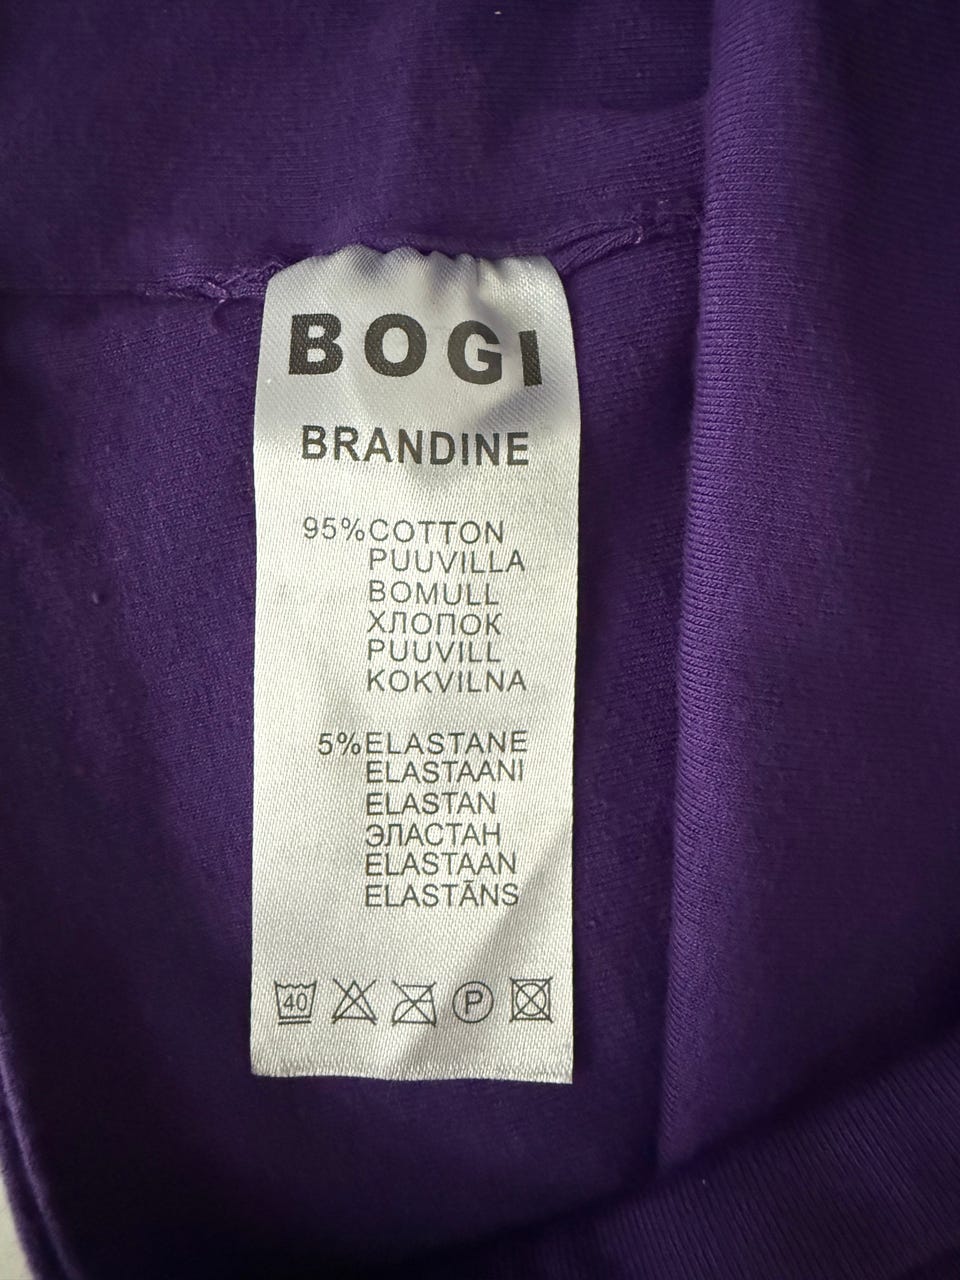 BOGI
BRANDINE
95% COTTON
PUUVILLA
BOMULL
ХЛОПОК
PUUVILL
KOKVILNA
5% ELASTANE
ELASTAANI
ELASTAN
ЭЛАСТАН
ELASTAAN
ELASTĀNS
40 P